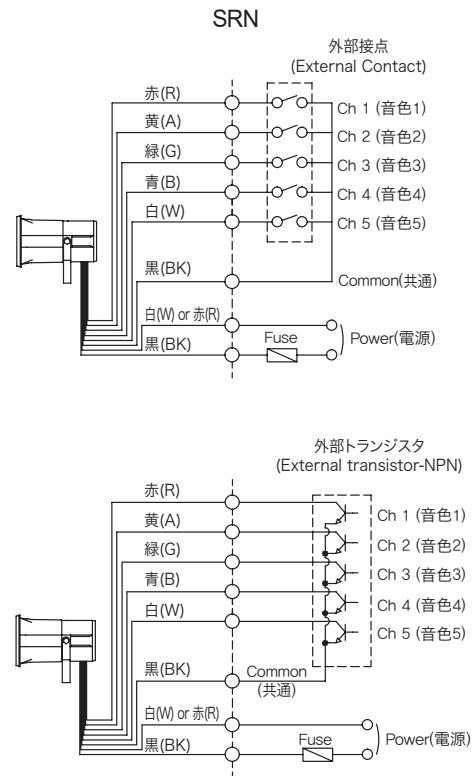 SRN
外部接点
(External Contact)
赤(R)
Ch 1 (音色1)
黄(A)
Ch 2 (音色2)
緑(G)
Ch 3 (音色3)
青(B)
Ch 4 (音色4)
白(W)
Ch 5 (音色5)
黒(BK)
Common(共通)
白(W) or 赤(R)
Fuse
Power(電源)
黒(BK)
外部トランジスタ
(External transistor-NPN)
赤(R)
Ch 1 (音色1)
黄(A)
Ch 2 (音色2)
緑(G)
Ch 3 (音色3)
青(B)
Ch 4 (音色4)
白(W)
Ch 5 (音色5)
黒(BK)
Common
(共通)
白(W) or 赤(R)
Fuse
Power(電源)
黒(BK)